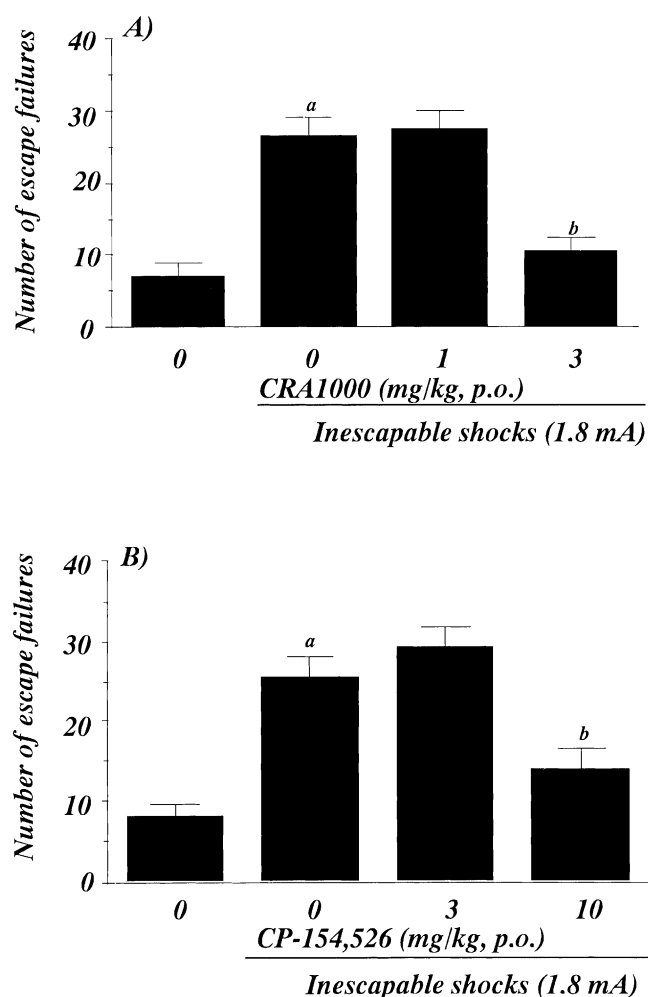 A)
Number of escape failures
40
30
20
10
0
a
b
0 0 1 3
CRA1000 (mg/kg, p.o.)
Inescapable shocks (1.8 mA)
B)
Number of escape failures
40
30
20
10
0
a
b
0 0 3 10
CP-154,526 (mg/kg, p.o.)
Inescapable shocks (1.8 mA)